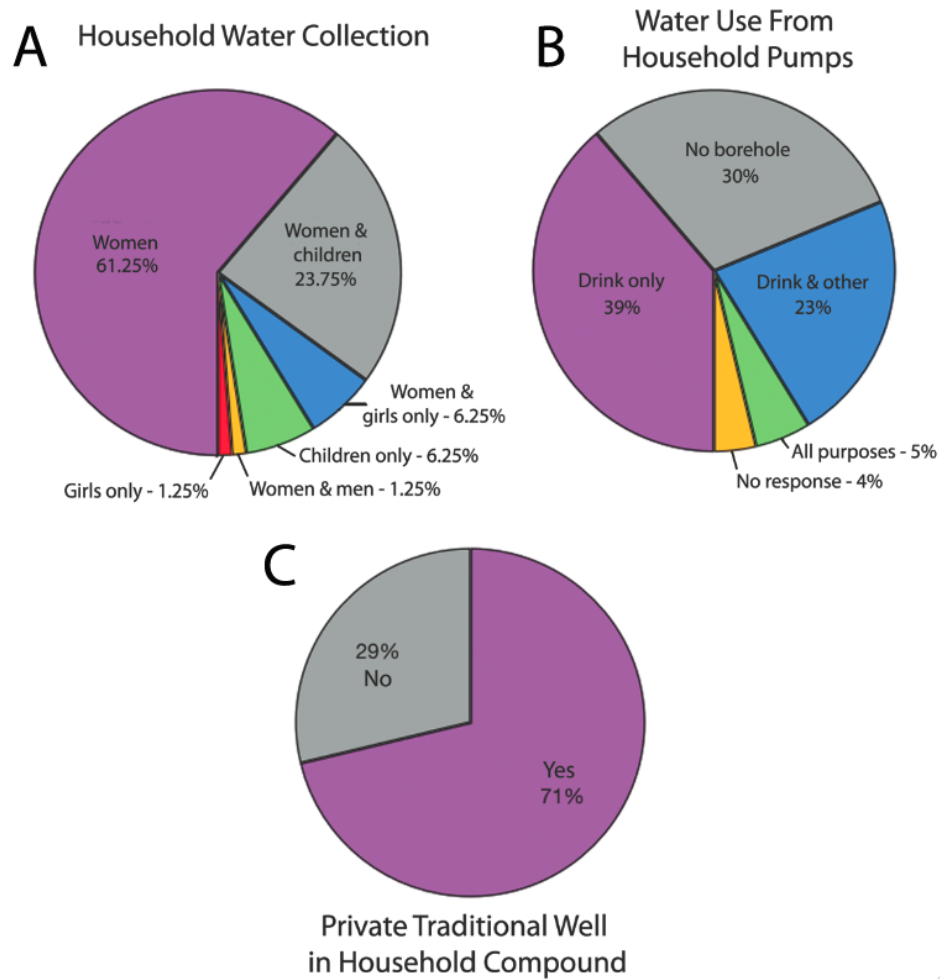 A
Household Water Collection
Women
61.25%
Women &
children
23.75%
Women &
girls only - 6.25%
Children only - 6.25%
Women & men - 1.25%
Girls only - 1.25%
B
Water Use From
Household Pumps
No borehole
30%
Drink only
39%
Drink & other
23%
All purposes - 5%
No response - 4%
C
29%
No
Yes
71%
Private Traditional Well
in Household Compound